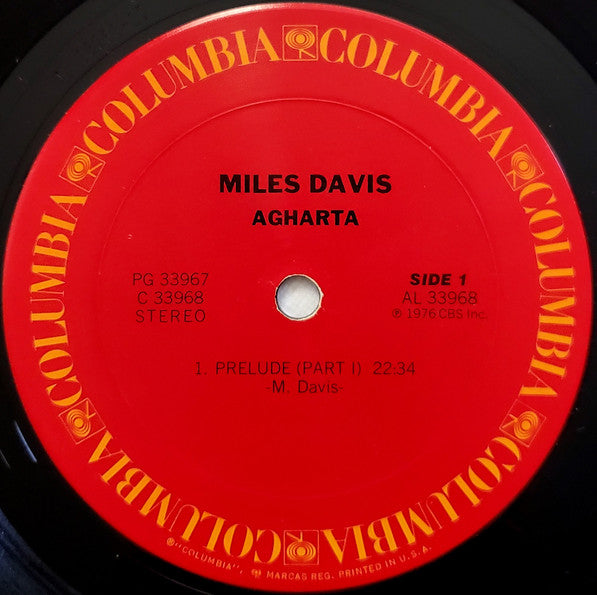 COLUMBIA COLUMBIA COLUMBIA COLUMBIA COLUMBIA COLUMBIA
MILES DAVIS
AGHARTA
PG 33967
C 33968
STEREO
SIDE 1
AL 33968
℗ 1976 CBS Inc.
1. PRELUDE (PART I) 22:34
-M. Davis-
®"COLUMBIA", MARCAS REG. PRINTED IN U.S.A.